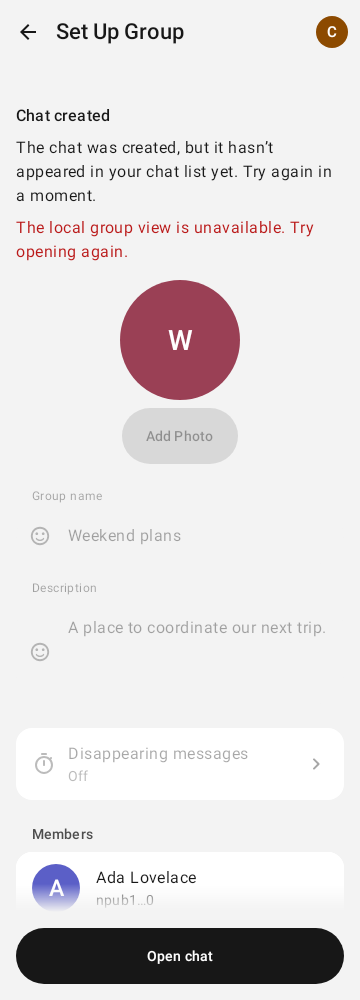 Set Up Group
C
Chat created
The chat was created, but it hasn’t
appeared in your chat list yet. Try again in
a moment.
The local group view is unavailable. Try
opening again.
W
Add Photo
Group name
Weekend plans
Description
A place to coordinate our next trip.
Disappearing messages
Off
Members
A
Ada Lovelace
npub1…0
Open chat